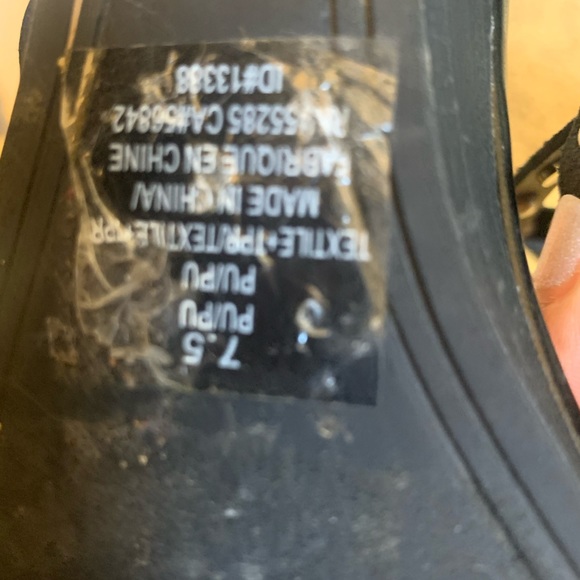 7.5
PU/PU
PU/PU
TEXTILE+TPR/TEXTILE+TPR
MADE IN CHINA/
FABRIQUE EN CHINE
55285 CA#56842
ID#13388